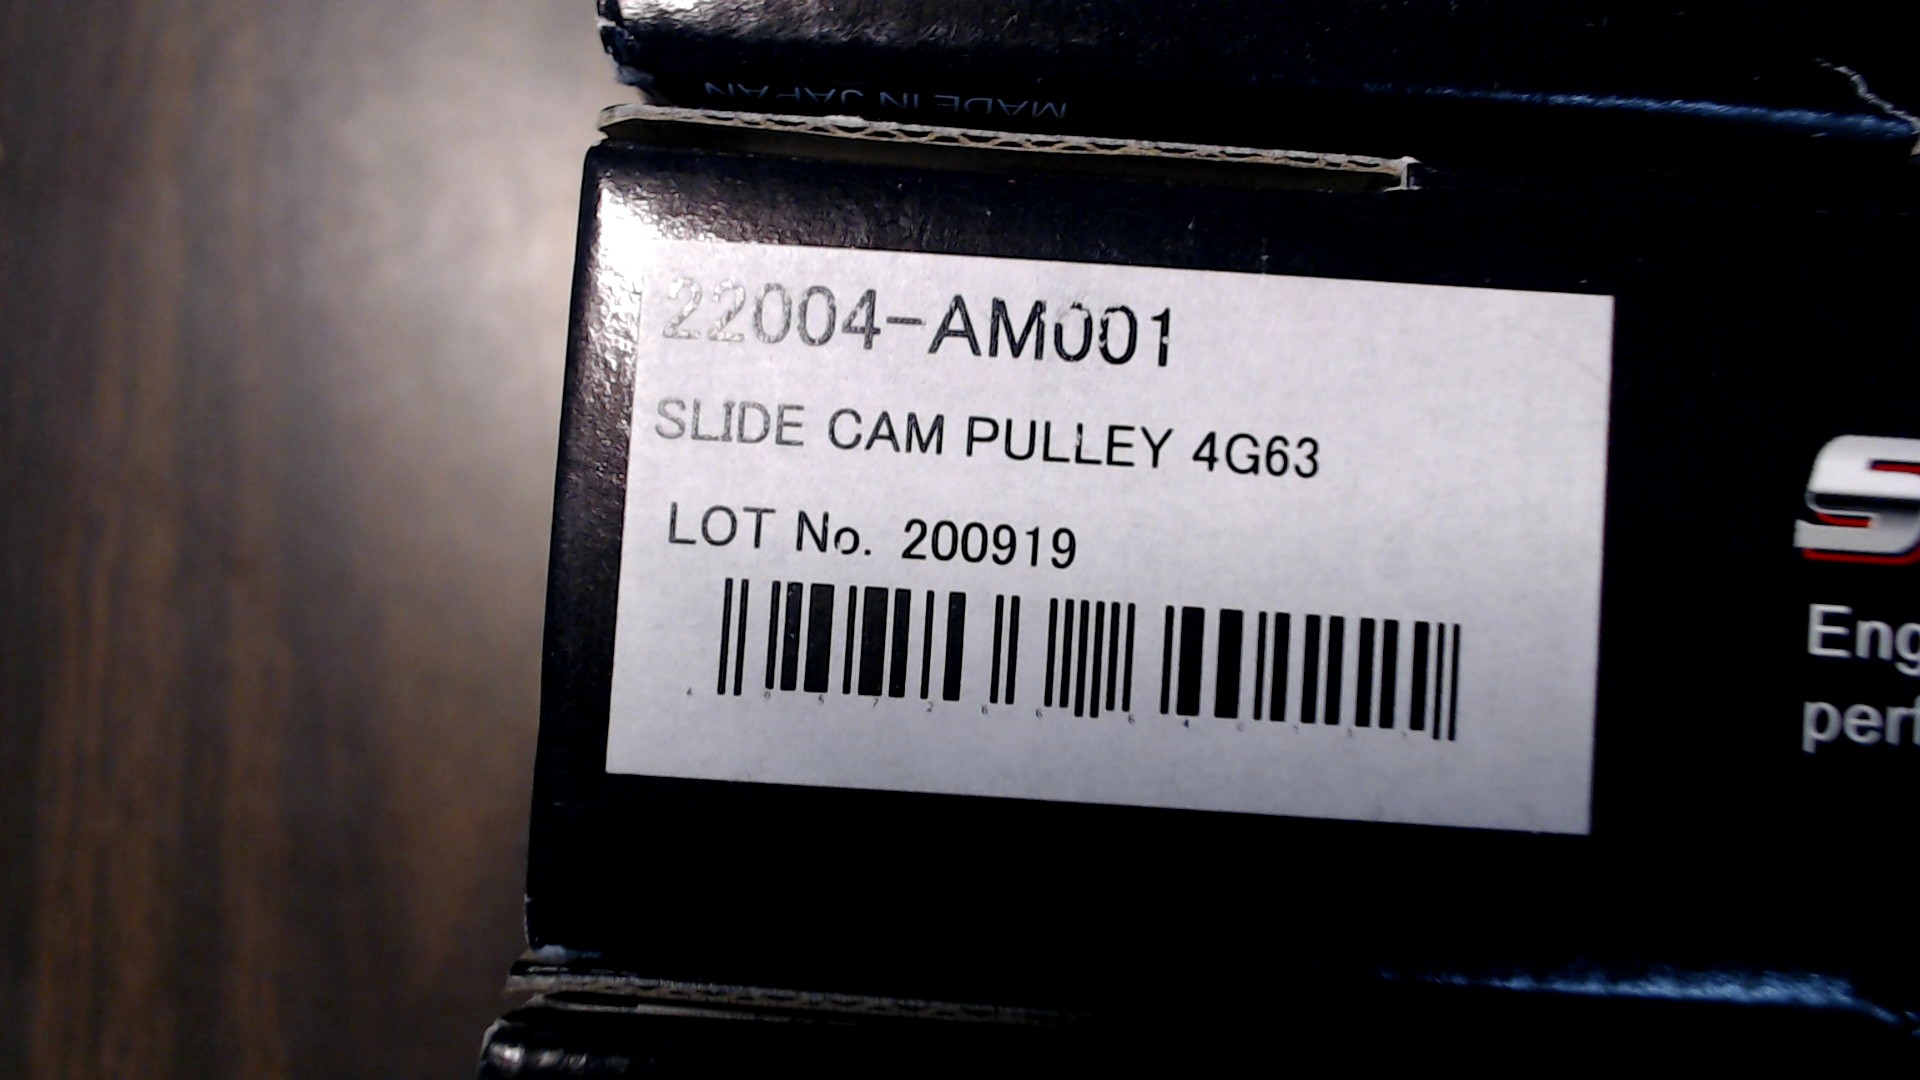 MADE IN JAPAN
22004-AM001
SLIDE CAM PULLEY 4G63
LOT No. 200919